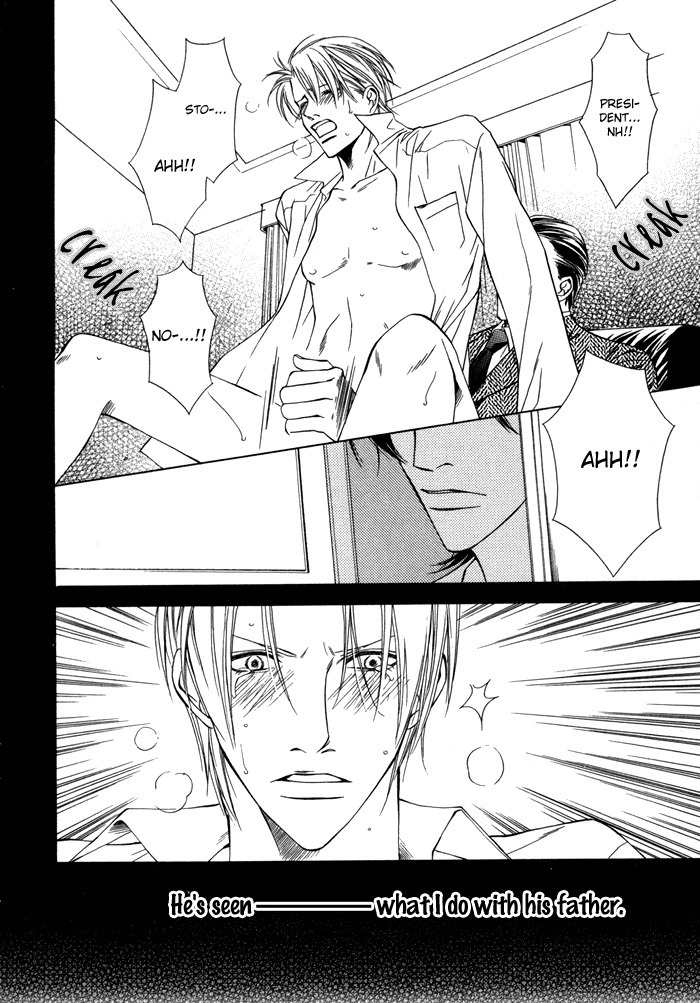 PRESI-
DENT...
NH!!
creak
STO-...
AHH!!
creak
NO-...!!
AHH!!
He's seen ———— what I do with his father.